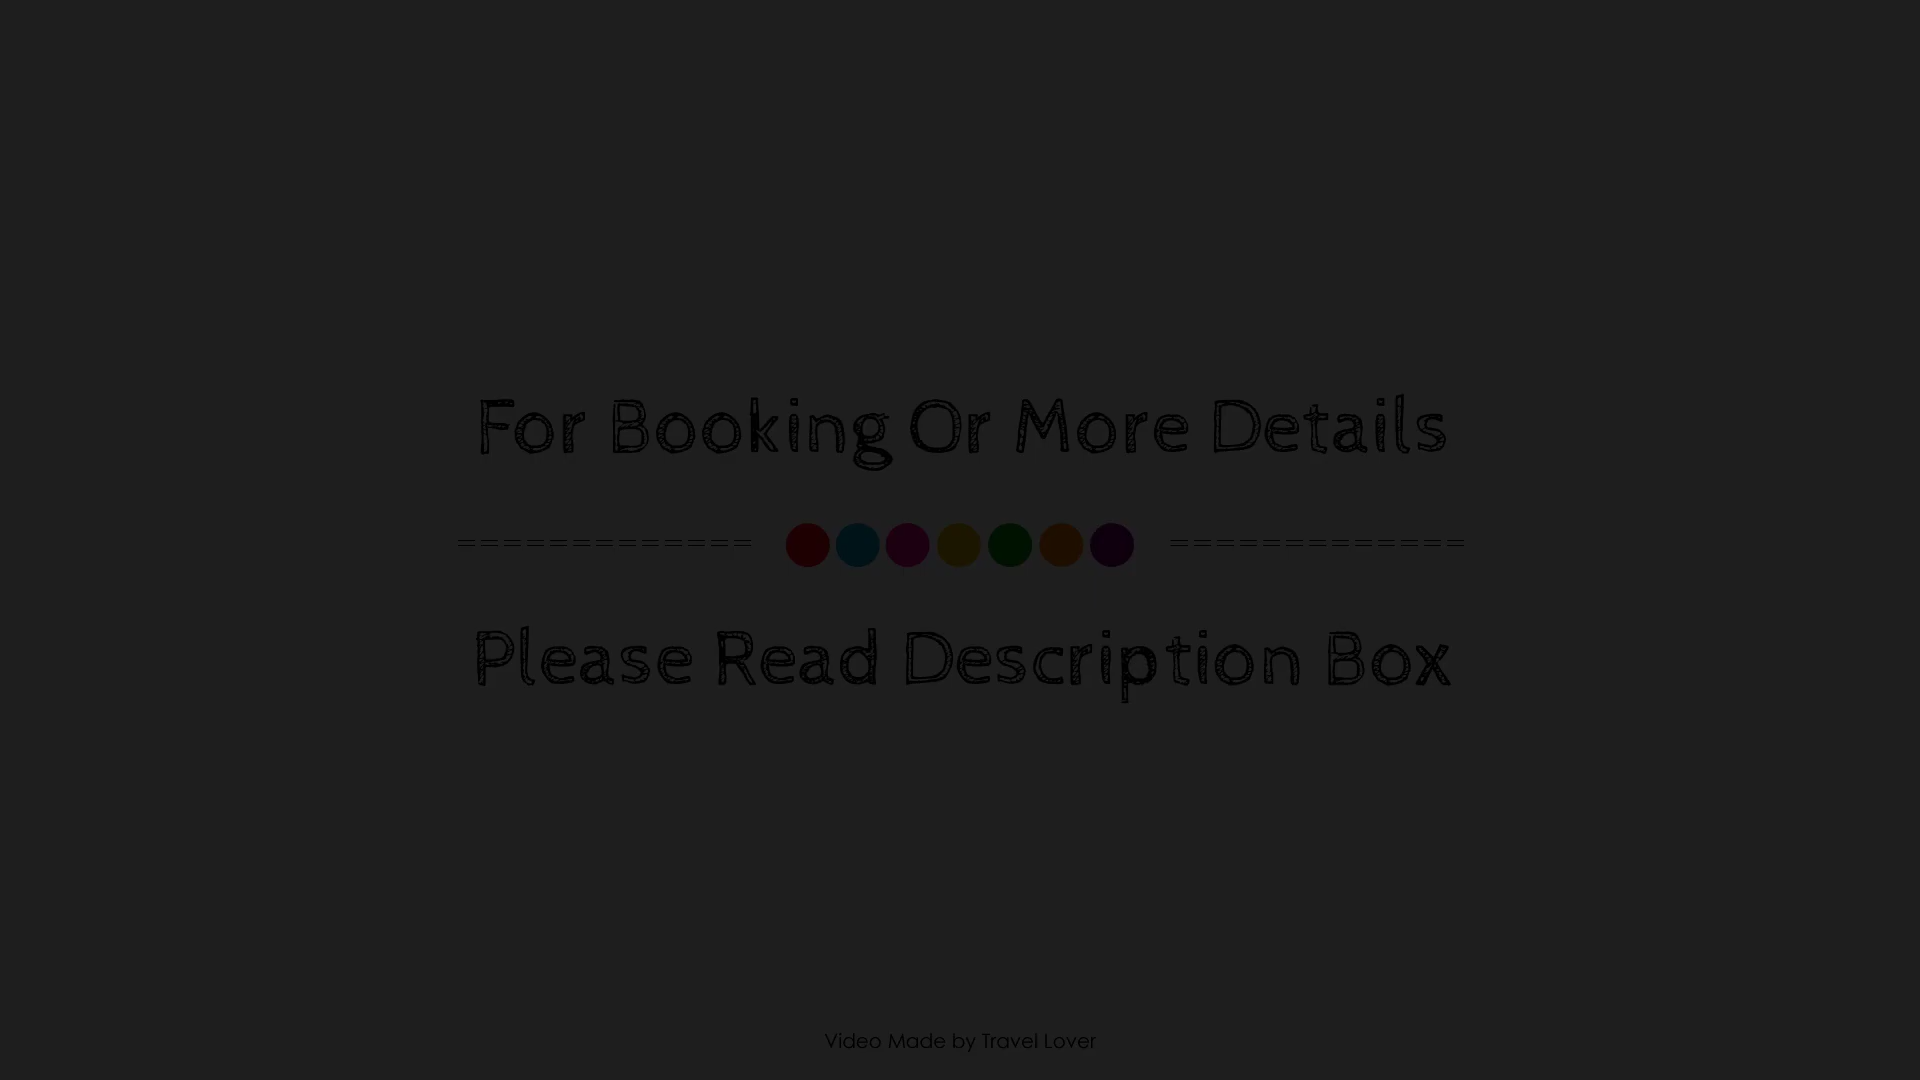 For Booking Or More Details
============= =============
Please Read Description Box
Video Made by Travel Lover